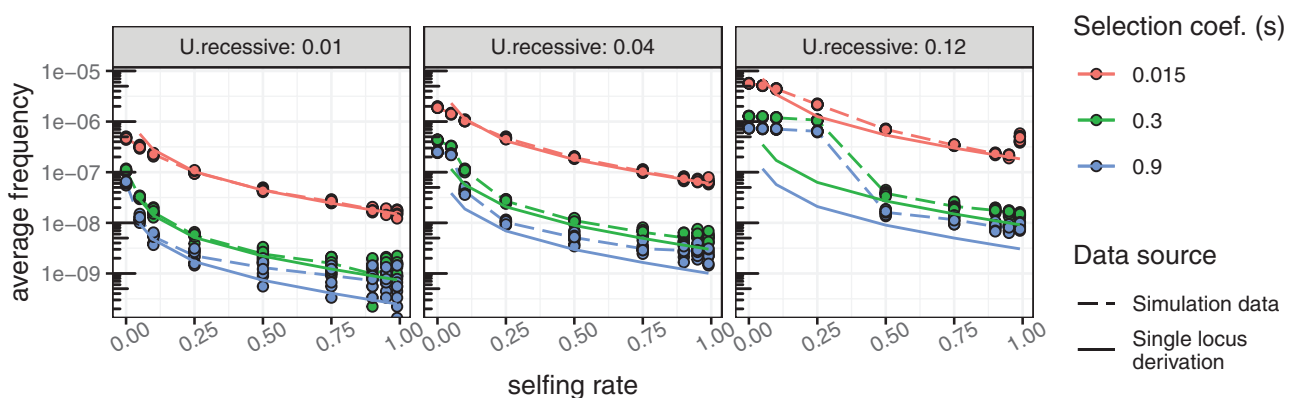 U.recessive: 0.01
U.recessive: 0.04
U.recessive: 0.12
average frequency
1e−05
1e−06
1e−07
1e−08
1e−09
0.00 0.25 0.50 0.75 1.00
0.00 0.25 0.50 0.75 1.00
0.00 0.25 0.50 0.75 1.00
selfing rate
Selection coef. (s)
0.015
0.3
0.9
Data source
Simulation data
Single locus
derivation